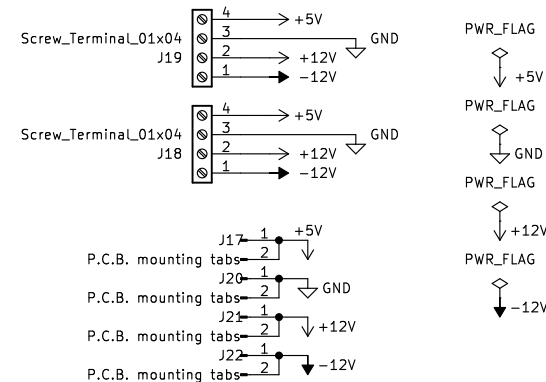 4 +5V
Screw_Terminal_01x04 3 GND
J19 2 +12V
1 -12V
4 +5V
Screw_Terminal_01x04 3 GND
J18 2 +12V
1 -12V
J17 1 +5V
P.C.B. mounting tabs 2
J20 1 GND
P.C.B. mounting tabs 2
J21 1 +12V
P.C.B. mounting tabs 2
J22 1 -12V
P.C.B. mounting tabs 2
PWR_FLAG
+5V
PWR_FLAG
GND
PWR_FLAG
+12V
PWR_FLAG
-12V